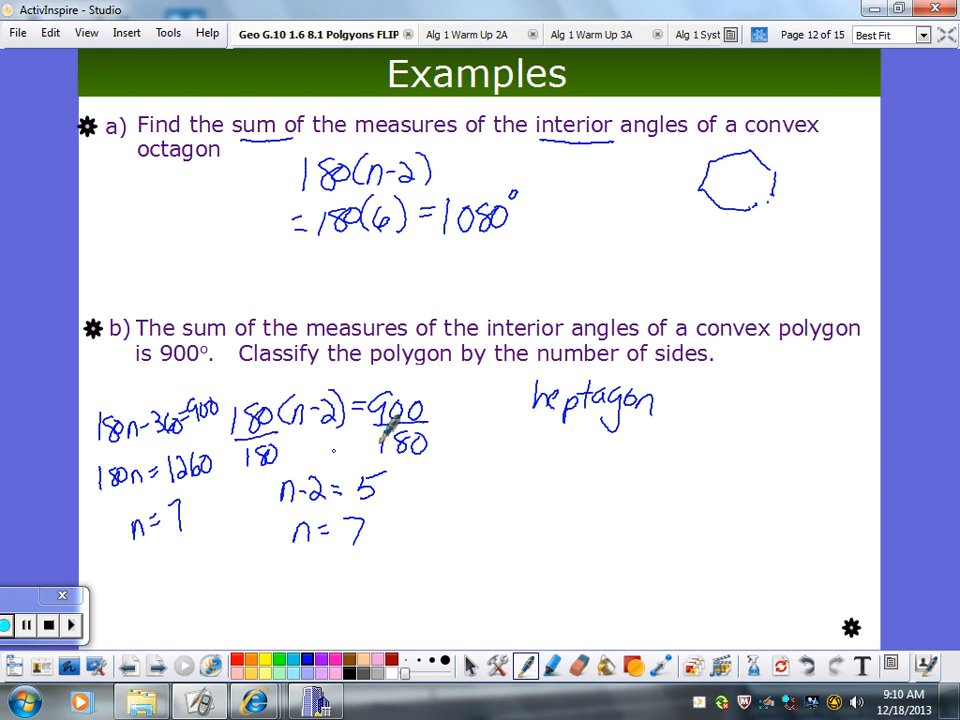 ActivInspire - Studio
File Edit View Insert Tools Help
Geo G.10 1.6 8.1 Polgyons FLIP
Alg 1 Warm Up 2A
Alg 1 Warm Up 3A
Alg 1 Syst
Page 12 of 15
Best Fit
Examples
a) Find the sum of the measures of the interior angles of a convex
octagon
180(n-2)
= 180(6) = 1080°
b) The sum of the measures of the interior angles of a convex polygon
is 900°. Classify the polygon by the number of sides.
heptagon
180n-360=900
180n = 1260
n = 7
180(n-2) = 900
180 180
n-2 = 5
n = 7
9:10 AM
12/18/2013